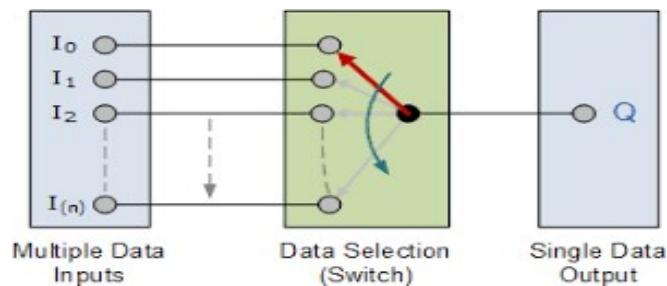 I0
I1
I2
I(n)
Q
Multiple Data
Inputs
Data Selection
(Switch)
Single Data
Output